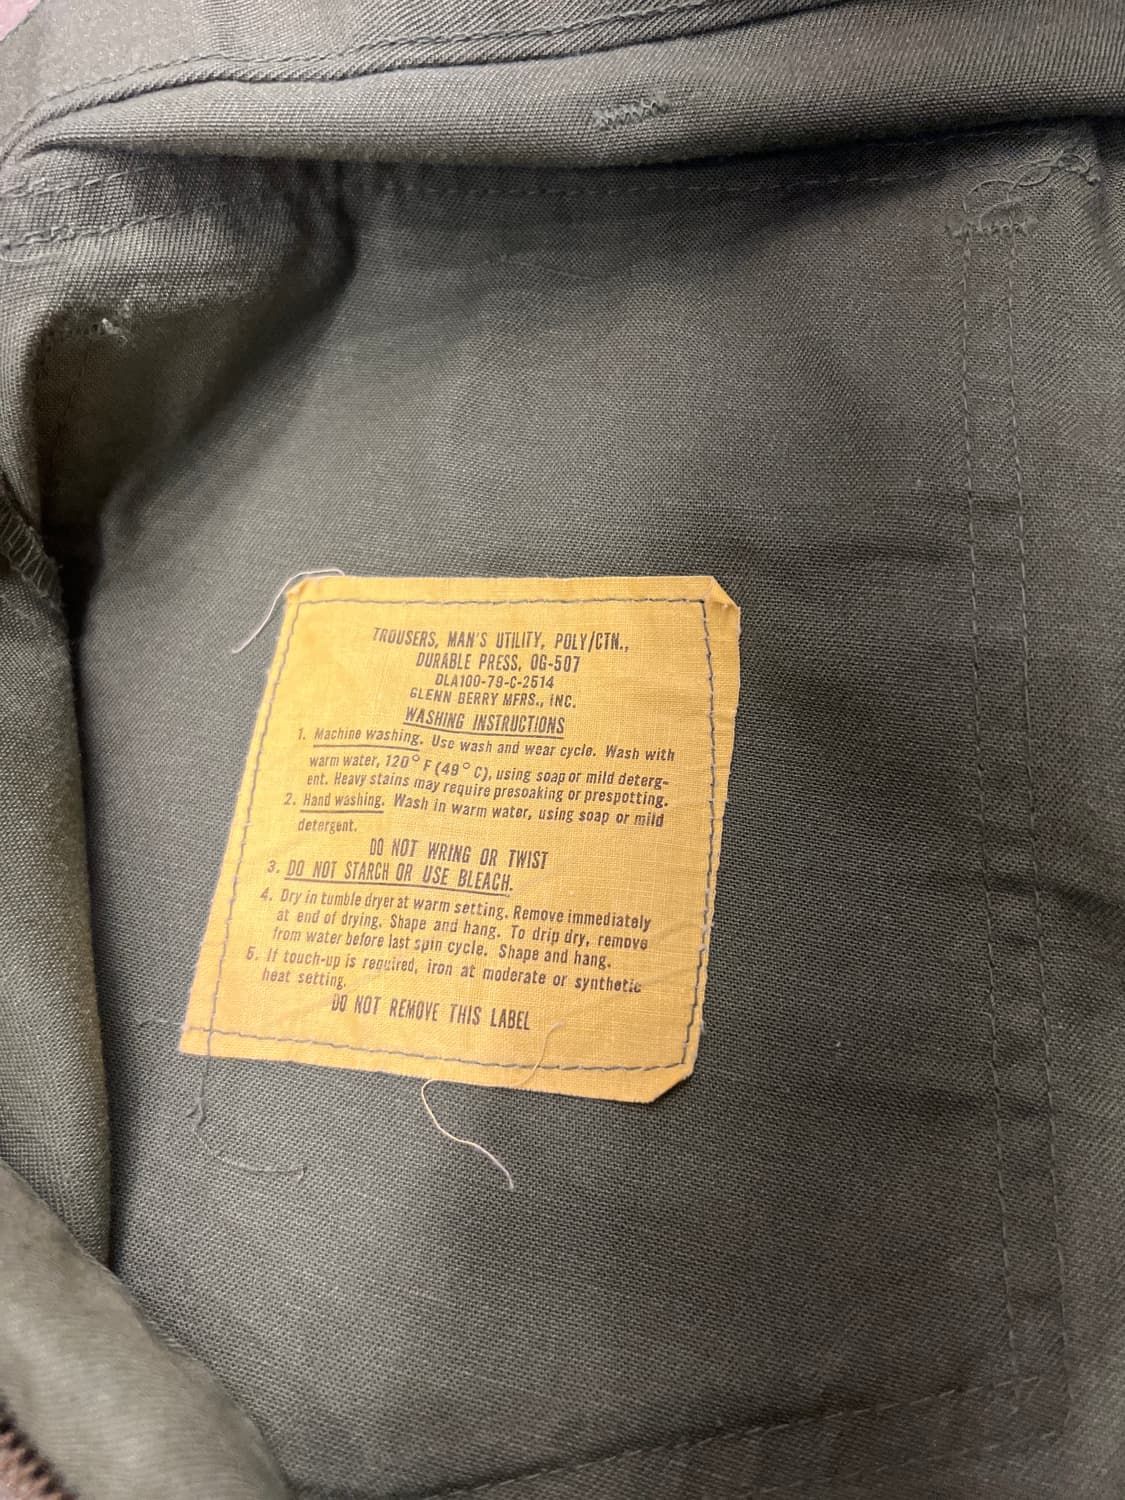 TROUSERS, MAN'S UTILITY, POLY/CTN.,
DURABLE PRESS, OG-507
DLA100-79-C-2514
GLENN BERRY MFRS., INC.
WASHING INSTRUCTIONS
1. Machine washing. Use wash and wear cycle. Wash with
warm water, 120° F (49° C), using soap or mild deterg-
ent. Heavy stains may require presoaking or prespotting.
2. Hand washing. Wash in warm water, using soap or mild
detergent.
DO NOT WRING OR TWIST
3. DO NOT STARCH OR USE BLEACH.
4. Dry in tumble dryer at warm setting. Remove immediately
at end of drying. Shape and hang. To drip dry, remove
from water before last spin cycle. Shape and hang.
5. If touch-up is required, iron at moderate or synthetic
heat setting.
DO NOT REMOVE THIS LABEL